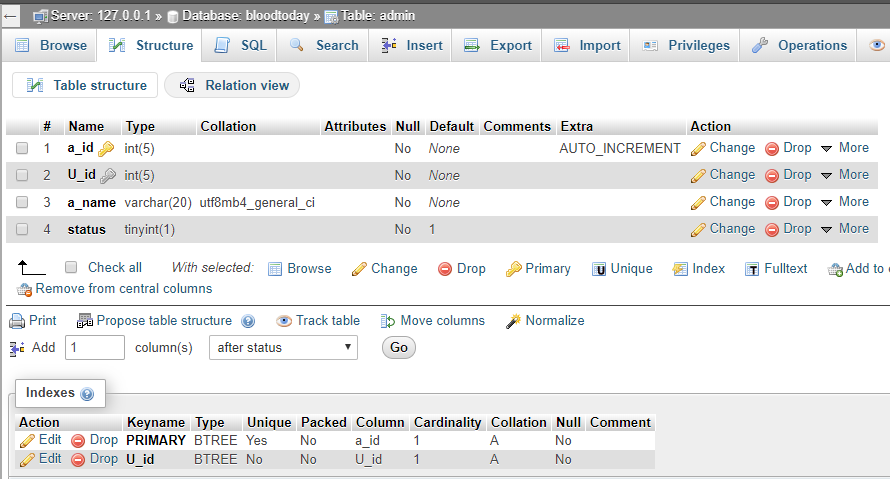 Server: 127.0.0.1 » Database: bloodtoday » Table: admin
Browse Structure SQL Search Insert Export Import Privileges Operations
Table structure Relation view
# Name Type Collation Attributes Null Default Comments Extra Action
1 a_id int(5) No None AUTO_INCREMENT Change Drop More
2 U_id int(5) No None Change Drop More
3 a_name varchar(20) utf8mb4_general_ci No None Change Drop More
4 status tinyint(1) No 1 Change Drop More
Check all With selected: Browse Change Drop Primary Unique Index Fulltext Add to
Remove from central columns
Print Propose table structure Track table Move columns Normalize
Add 1 column(s) after status Go
Indexes
Action Keyname Type Unique Packed Column Cardinality Collation Null Comment
Edit Drop PRIMARY BTREE Yes No a_id 1 A No
Edit Drop U_id BTREE No No U_id 1 A No